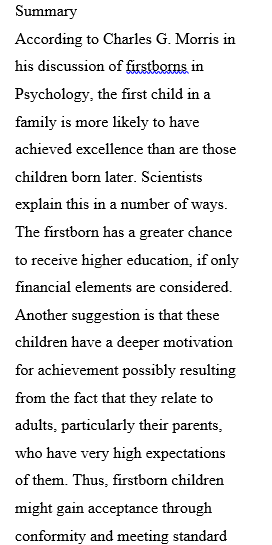 Summary
According to Charles G. Morris in
his discussion of firstborns in
Psychology, the first child in a
family is more likely to have
achieved excellence than are those
children born later. Scientists
explain this in a number of ways.
The firstborn has a greater chance
to receive higher education, if only
financial elements are considered.
Another suggestion is that these
children have a deeper motivation
for achievement possibly resulting
from the fact that they relate to
adults, particularly their parents,
who have very high expectations
of them. Thus, firstborn children
might gain acceptance through
conformity and meeting standard